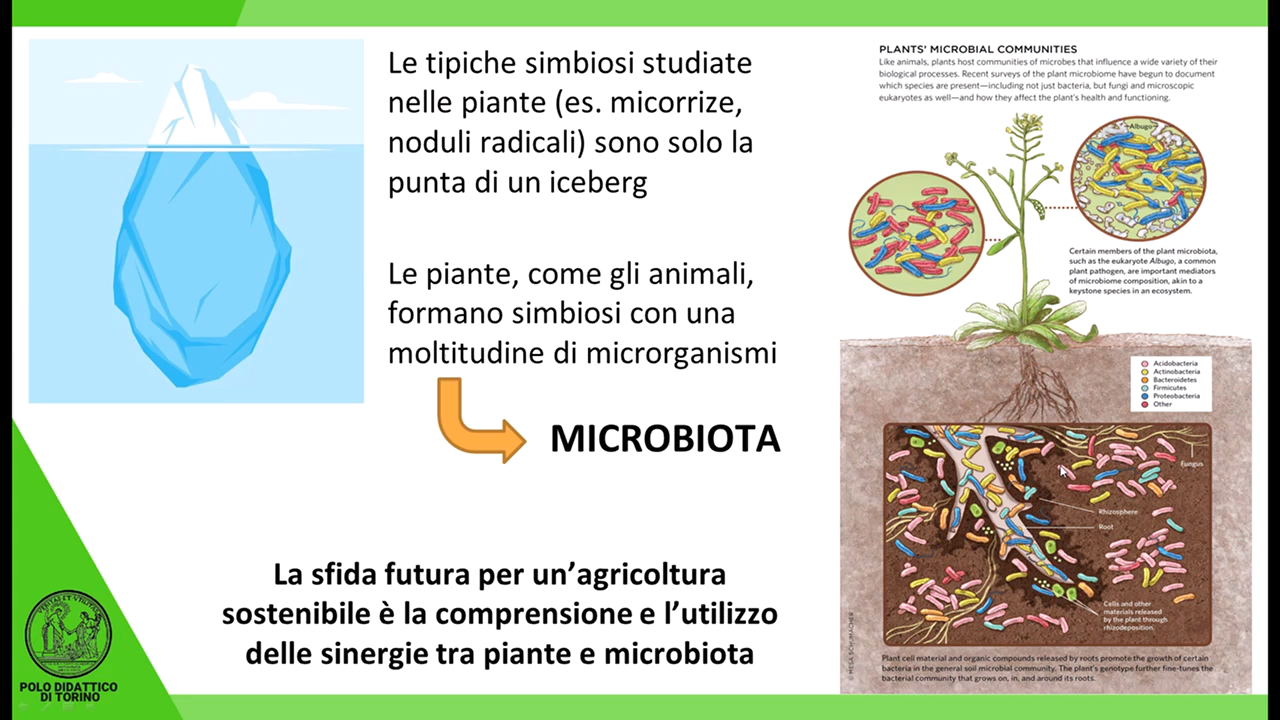 Le tipiche simbiosi studiate
nelle piante (es. micorrize,
noduli radicali) sono solo la
punta di un iceberg
Le piante, come gli animali,
formano simbiosi con una
moltitudine di microrganismi
MICROBIOTA
La sfida futura per un’agricoltura
sostenibile è la comprensione e l’utilizzo
delle sinergie tra piante e microbiota
POLO DIDATTICO
DI TORINO
PLANTS’ MICROBIAL COMMUNITIES
Like animals, plants host communities of microbes that influence a wide variety of their
biological processes. Recent surveys of the plant microbiome have begun to document
which species are present—including not just bacteria, but fungi and microscopic
eukaryotes as well—and how they affect the plant’s health and functioning.
Albugo
Certain members of the plant microbiota,
such as the eukaryote Albugo, a common
plant pathogen, are important mediators
of microbiome composition, akin to a
keystone species in an ecosystem.
Acidobacteria
Actinobacteria
Bacteroidetes
Firmicutes
Proteobacteria
Other
Fungus
Rhizosphere
Root
Cells and other
materials released
by the plant through
rhizodeposition.
Plant cell material and organic compounds released by roots promote the growth of certain
bacteria in the general soil microbial community. The plant’s genotype further fine-tunes the
bacterial community that grows on, in, and around its roots.